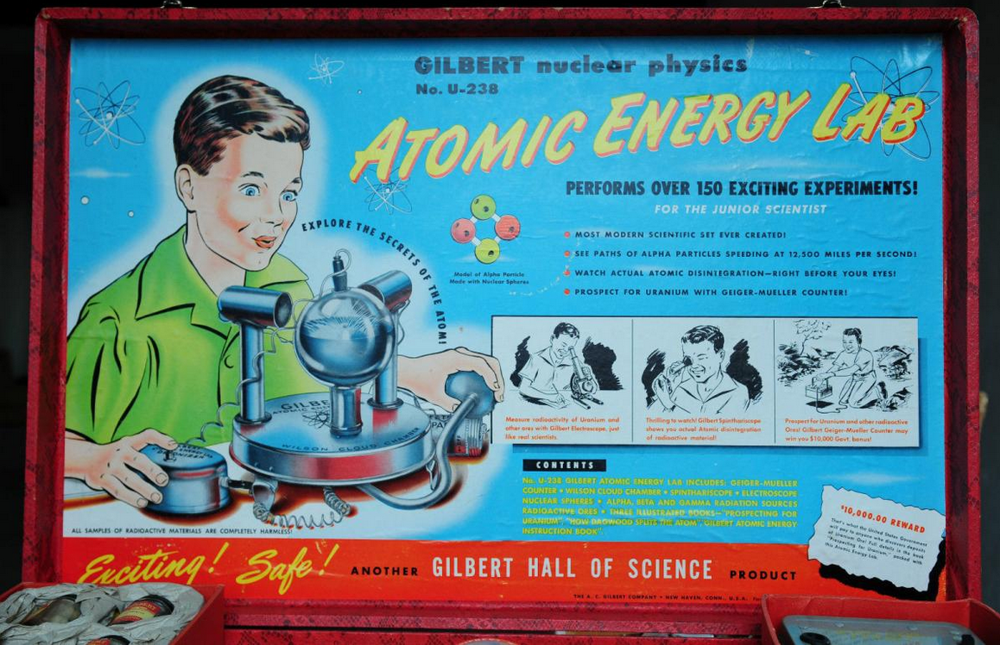 GILBERT nuclear physics
No. U-238
ATOMIC ENERGY LAB
PERFORMS OVER 150 EXCITING EXPERIMENTS!
FOR THE JUNIOR SCIENTIST
EXPLORE THE SECRETS OF THE ATOM!
Model of Alpha Particle
Made with Nuclear Spheres
MOST MODERN SCIENTIFIC SET EVER CREATED!
SEE PATHS OF ALPHA PARTICLES SPEEDING AT 12,500 MILES PER SECOND!
WATCH ACTUAL ATOMIC DISINTEGRATION—RIGHT BEFORE YOUR EYES!
PROSPECT FOR URANIUM WITH GEIGER-MUELLER COUNTER!
GILBERT
WILSON CLOUD CHAMBER
Measure radioactivity of Uranium and
other ores with Gilbert Electroscope, just
like real scientists
Thrilling to watch! Gilbert Spinthariscope
shows you actual Atomic disintegration
of radioactive material!
Prospect for Uranium and other radioactive
Ores! Gilbert Geiger-Mueller Counter may
win you $10,000 Govt. bonus!
CONTENTS
No. U-238 GILBERT ATOMIC ENERGY LAB INCLUDES: GEIGER-MUELLER
COUNTER • WILSON CLOUD CHAMBER • SPINTHARISCOPE • ELECTROSCOPE
NUCLEAR SPHERES • ALPHA, BETA AND GAMMA RADIATION SOURCES
RADIOACTIVE ORES • THREE ILLUSTRATED BOOKS—"PROSPECTING FOR
URANIUM", "HOW DAGWOOD SPLITS THE ATOM", GILBERT ATOMIC ENERGY
INSTRUCTION BOOK"
$10,000.00 REWARD
That's what the United States Government
will pay to anyone who discovers deposits
of Uranium Ore! Full details in the book
"Prospecting for Uranium," packed with
this Atomic Energy Lab.
ALL SAMPLES OF RADIOACTIVE MATERIALS ARE COMPLETELY HARMLESS!
Exciting! Safe!
ANOTHER GILBERT HALL OF SCIENCE PRODUCT
THE A. C. GILBERT COMPANY • NEW HAVEN, CONN., U.S.A.